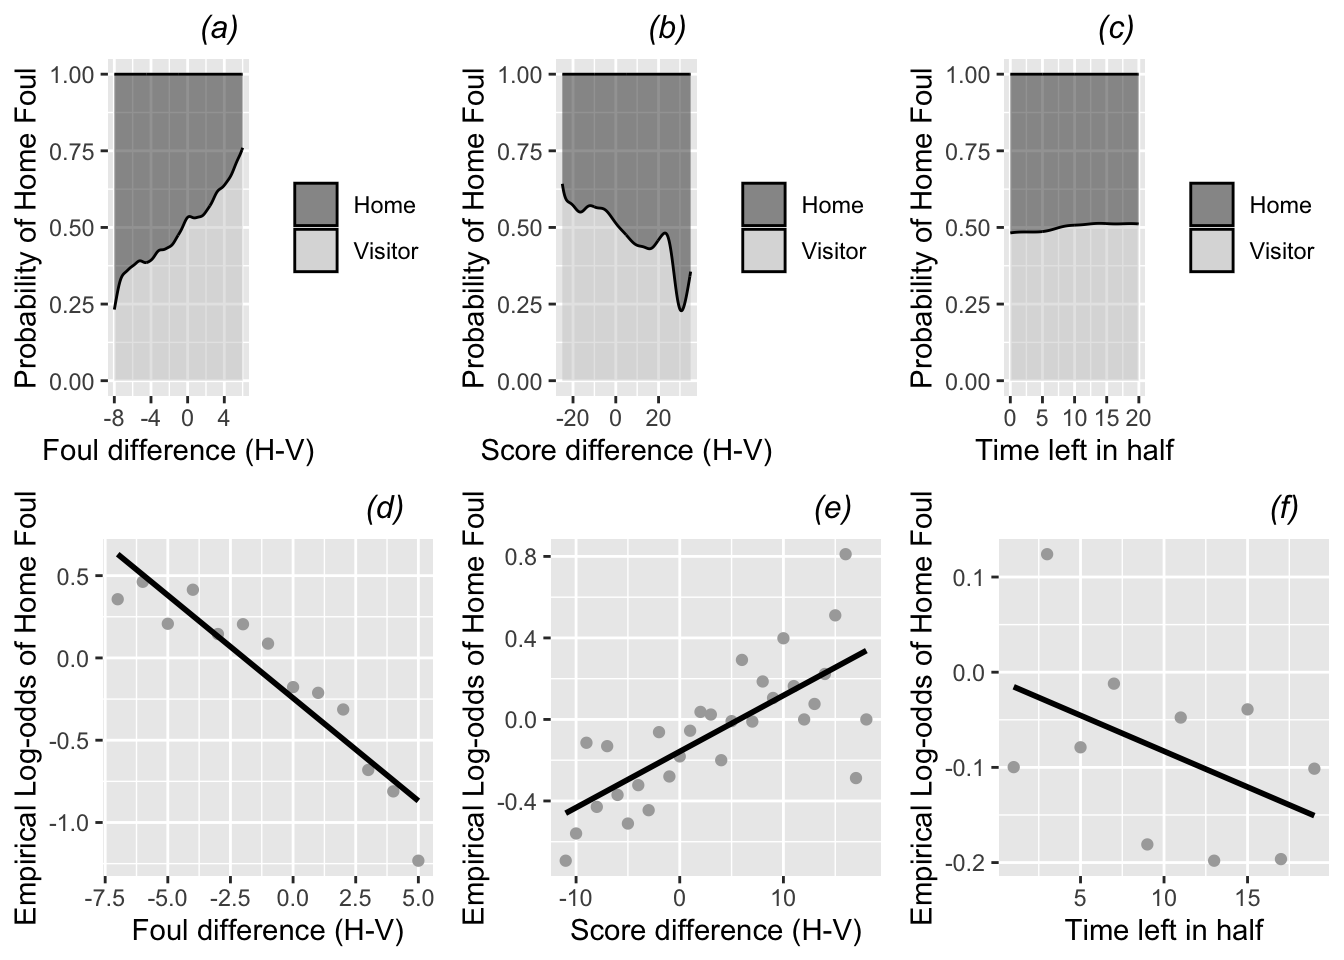 (a)
Probability of Home Foul
1.00
0.75
0.50
0.25
0.00
-8 -4 0 4
Foul difference (H-V)
Home
Visitor
(b)
Probability of Home Foul
1.00
0.75
0.50
0.25
0.00
-20 0 20
Score difference (H-V)
Home
Visitor
(c)
Probability of Home Foul
1.00
0.75
0.50
0.25
0.00
0 5 10 15 20
Time left in half
Home
Visitor
(d)
Empirical Log-odds of Home Foul
0.5
0.0
-0.5
-1.0
-7.5 -5.0 -2.5 0.0 2.5 5.0
Foul difference (H-V)
(e)
Empirical Log-odds of Home Foul
0.8
0.4
0.0
-0.4
-10 0 10
Score difference (H-V)
(f)
Empirical Log-odds of Home Foul
0.1
0.0
-0.1
-0.2
5 10 15
Time left in half